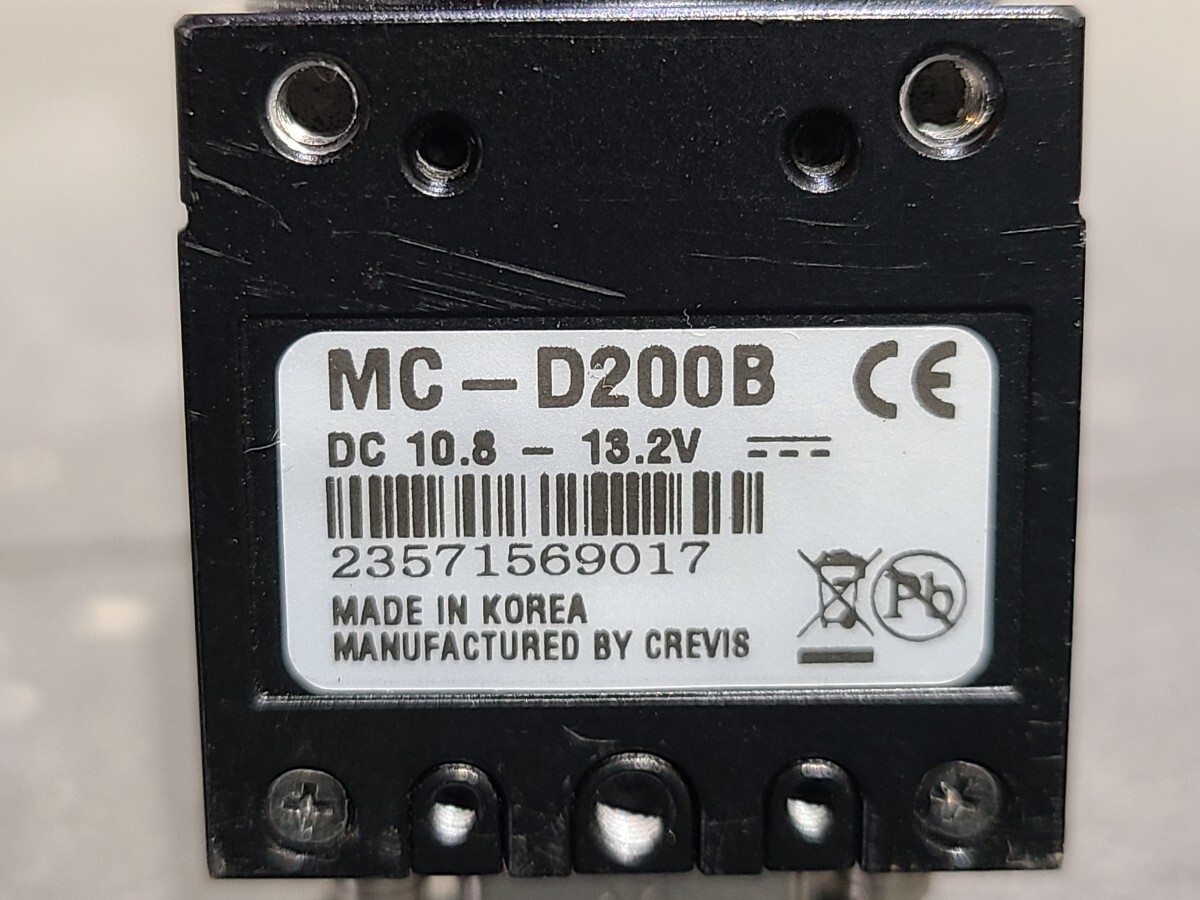 MC-D200B CE
DC 10.8 - 13.2V
23571569017
MADE IN KOREA
MANUFACTURED BY CREVIS
Pb